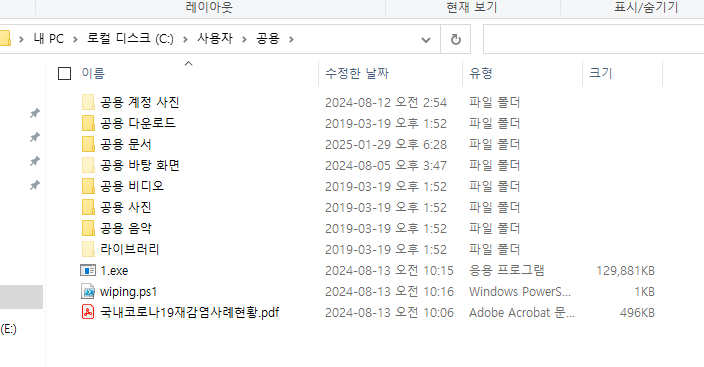 레이아웃 현재 보기 표시/숨기기
내 PC > 로컬 디스크 (C:) > 사용자 > 공용 >
이름 수정한 날짜 유형 크기
공용 계정 사진 2024-08-12 오전 2:54 파일 폴더
공용 다운로드 2019-03-19 오후 1:52 파일 폴더
공용 문서 2025-01-29 오후 6:28 파일 폴더
공용 바탕 화면 2024-08-05 오후 3:47 파일 폴더
공용 비디오 2019-03-19 오후 1:52 파일 폴더
공용 사진 2019-03-19 오후 1:52 파일 폴더
공용 음악 2019-03-19 오후 1:52 파일 폴더
라이브러리 2019-03-19 오후 1:52 파일 폴더
1.exe 2024-08-13 오전 10:15 응용 프로그램 129,881KB
wiping.ps1 2024-08-13 오전 10:16 Windows PowerS... 1KB
국내코로나19재감염사례현황.pdf 2024-08-13 오전 10:06 Adobe Acrobat 문... 496KB
(E:)